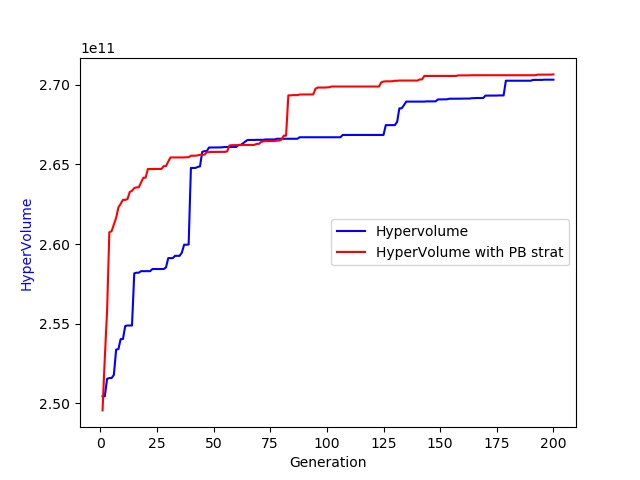 1e11
2.70
2.65
2.60
2.55
2.50
HyperVolume
Hypervolume
HyperVolume with PB strat
0 25 50 75 100 125 150 175 200
Generation